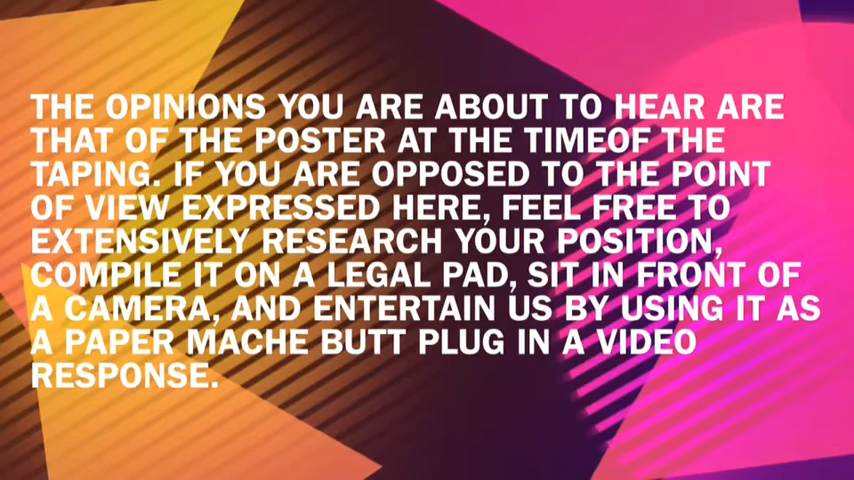 THE OPINIONS YOU ARE ABOUT TO HEAR ARE
THAT OF THE POSTER AT THE TIMEOF THE
TAPING. IF YOU ARE OPPOSED TO THE POINT
OF VIEW EXPRESSED HERE, FEEL FREE TO
EXTENSIVELY RESEARCH YOUR POSITION,
COMPILE IT ON A LEGAL PAD, SIT IN FRONT OF
A CAMERA, AND ENTERTAIN US BY USING IT AS
A PAPER MACHE BUTT PLUG IN A VIDEO
RESPONSE.